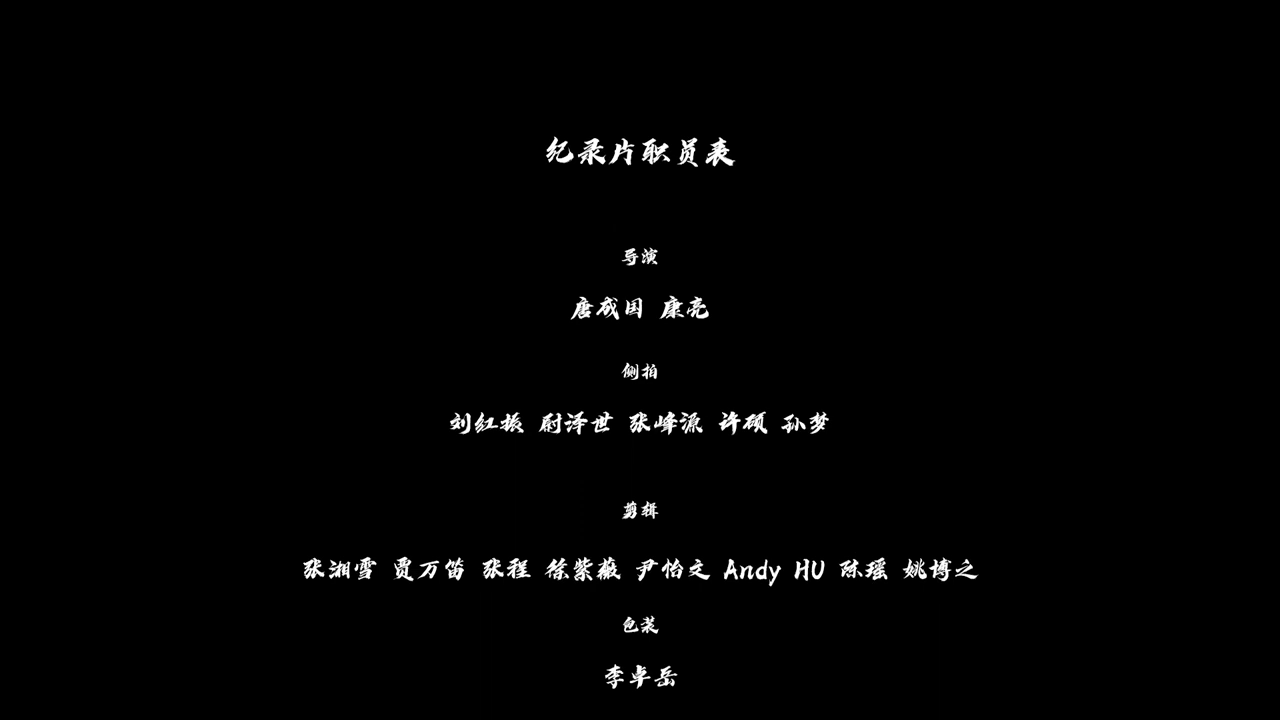 纪录片职员表
导演
唐成国 康亮
侧拍
刘红振 尉泽世 张峰源 许硕 孙梦
剪辑
张湘雪 贾万笛 张程 徐紫薇 尹怡文 Andy HU 陈瑶 姚博之
包装
李卓岳